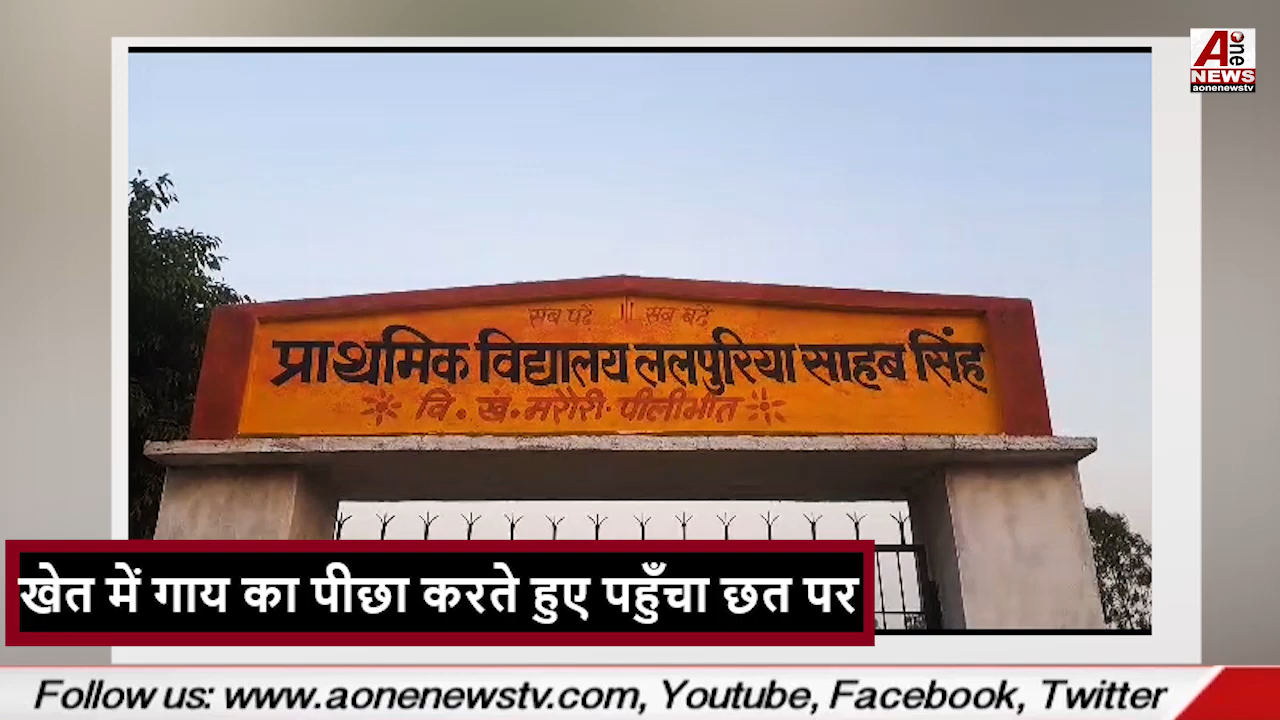 A one
NEWS
aonenewstv
सब पढ़ें || सब बढ़ें
प्राथमिक विद्यालय ललपुरिया साहब सिंह
वि. खं. मरौरी. पीलीभीत
खेत में गाय का पीछा करते हुए पहुँचा छत पर
Follow us: www.aonenewstv.com, Youtube, Facebook, Twitter